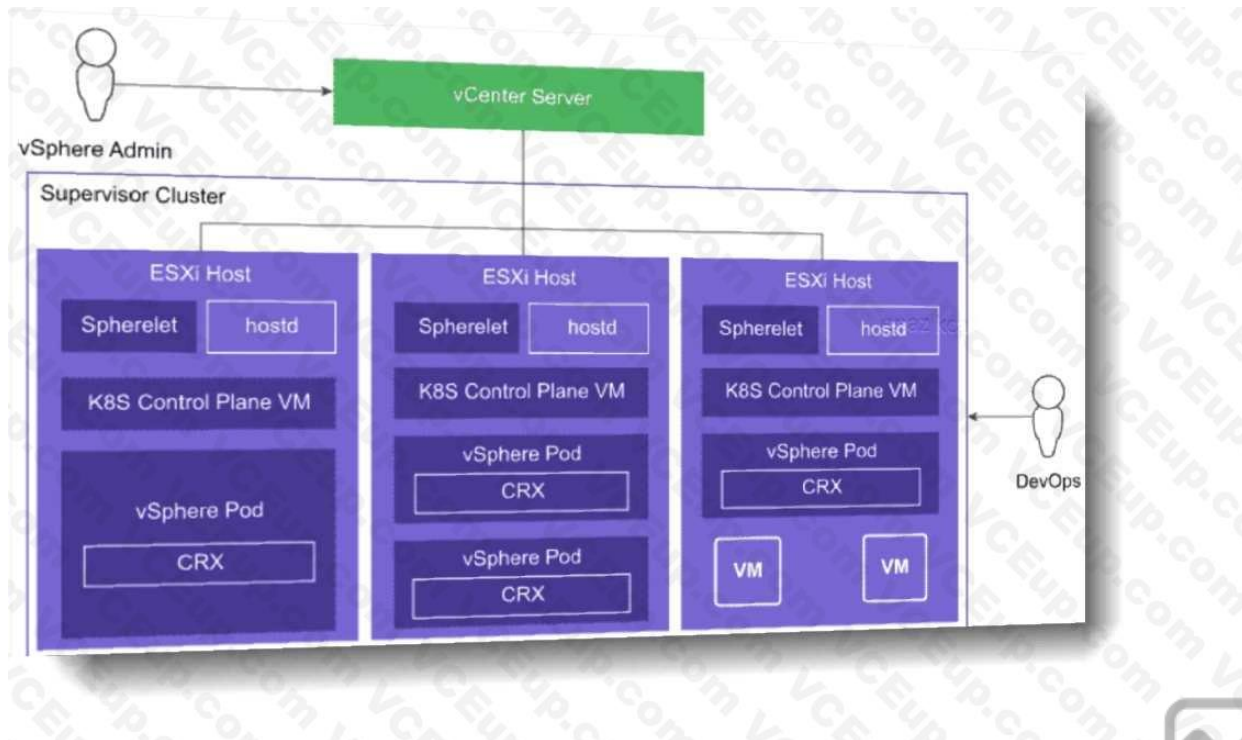 vCenter Server
vSphere Admin
Supervisor Cluster
ESXi Host
Spherelet hostd
K8S Control Plane VM
vSphere Pod
CRX
ESXi Host
Spherelet hostd
K8S Control Plane VM
vSphere Pod
CRX
vSphere Pod
CRX
ESXi Host
Spherelet hostd
K8S Control Plane VM
vSphere Pod
CRX
VM VM
DevOps
VCEup.com